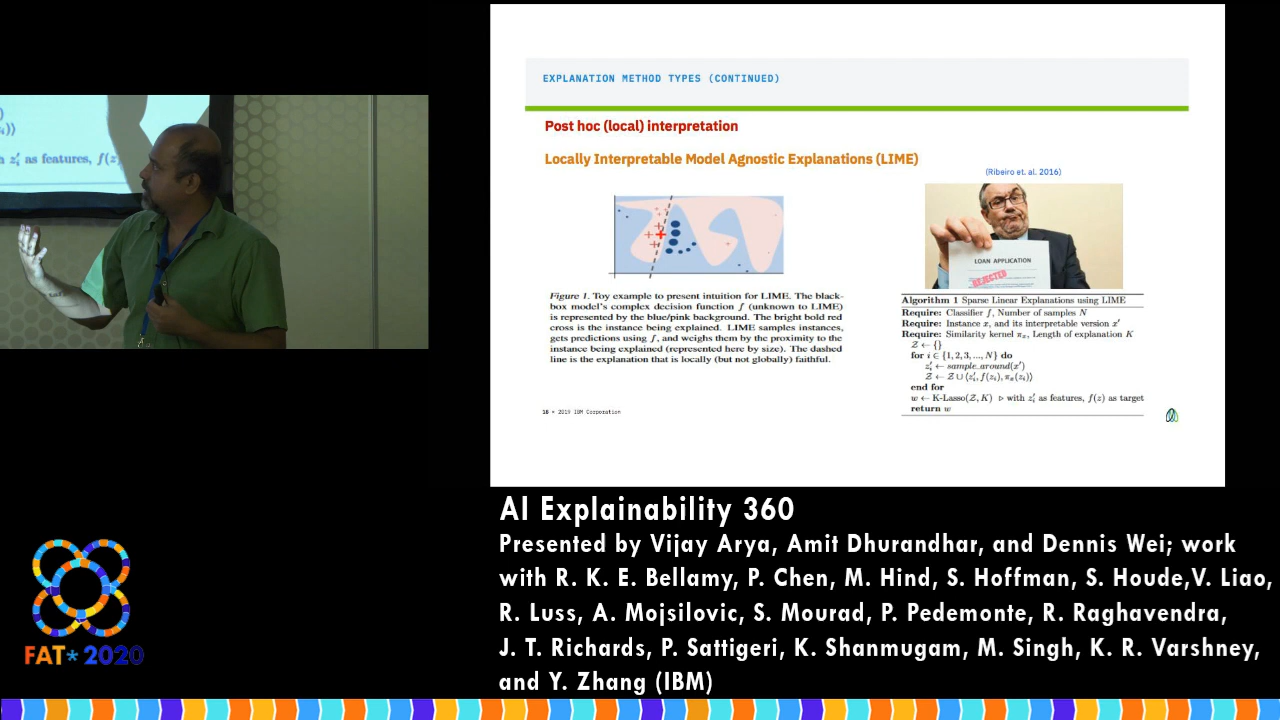 )
i))
h z′i as features, f(z)
EXPLANATION METHOD TYPES (CONTINUED)
Post hoc (local) interpretation
Locally Interpretable Model Agnostic Explanations (LIME)
(Ribeiro et. al. 2016)
LOAN APPLICATION
REJECTED
Figure 1. Toy example to present intuition for LIME. The black-
box model's complex decision function f (unknown to LIME)
is represented by the blue/pink background. The bright bold red
cross is the instance being explained. LIME samples instances,
gets predictions using f, and weighs them by the proximity to the
instance being explained (represented here by size). The dashed
line is the explanation that is locally (but not globally) faithful.
Algorithm 1 Sparse Linear Explanations using LIME
Require: Classifier f, Number of samples N
Require: Instance x, and its interpretable version x′
Require: Similarity kernel πx, Length of explanation K
Z ← {}
for i ∈ {1, 2, 3, ..., N} do
z′i ← sample_around(x′)
Z ← Z ∪ ⟨z′i, f(zi), πx(zi)⟩
end for
w ← K-Lasso(Z, K) ▷ with z′i as features, f(z) as target
return w
18 © 2019 IBM Corporation
AI Explainability 360
Presented by Vijay Arya, Amit Dhurandhar, and Dennis Wei; work
with R. K. E. Bellamy, P. Chen, M. Hind, S. Hoffman, S. Houde,V. Liao,
R. Luss, A. Mojsilovic, S. Mourad, P. Pedemonte, R. Raghavendra,
J. T. Richards, P. Sattigeri, K. Shanmugam, M. Singh, K. R. Varshney,
and Y. Zhang (IBM)
FAT* 2020